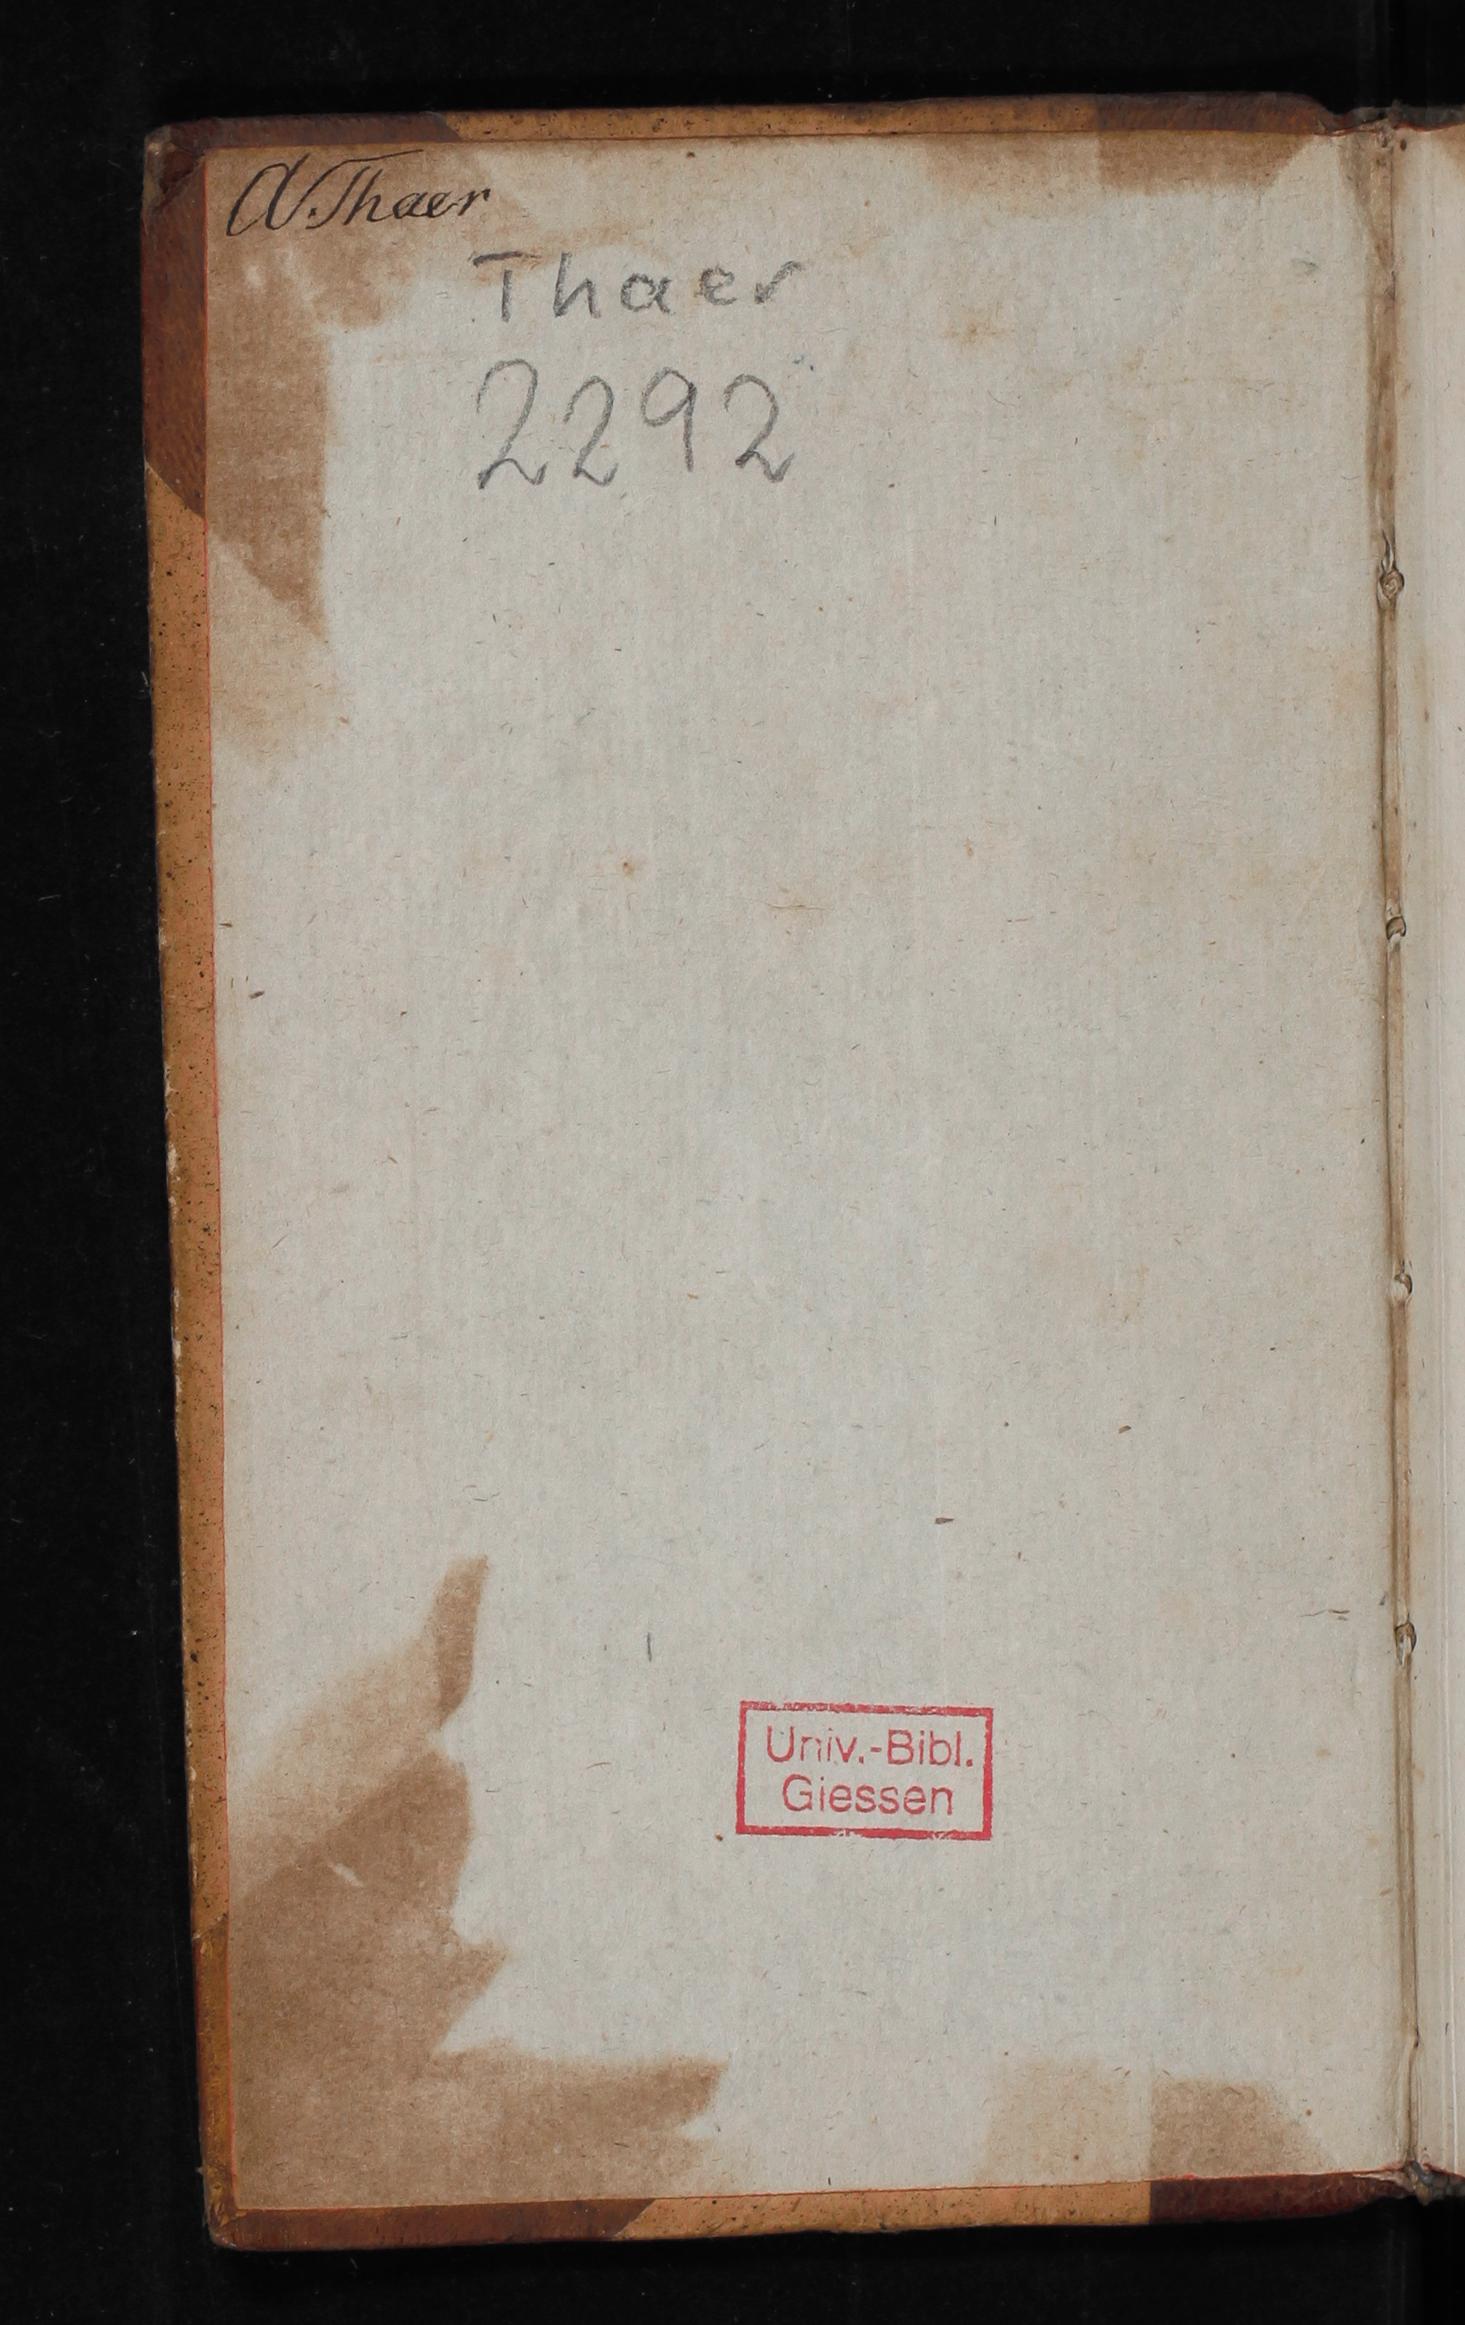 A. Thaer
Thaer
2292
Univ.-Bibl.
Giessen